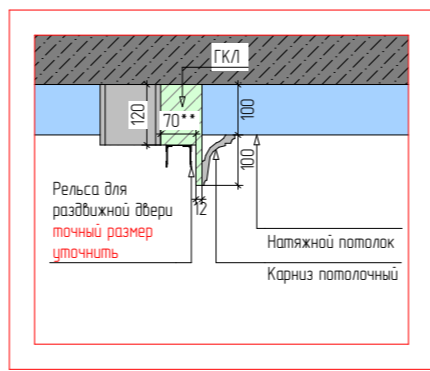 ГКЛ
120
70**
100
100
12
Рельса для
раздвижной двери
точный размер
уточнить
Натяжной потолок
Карниз потолочный